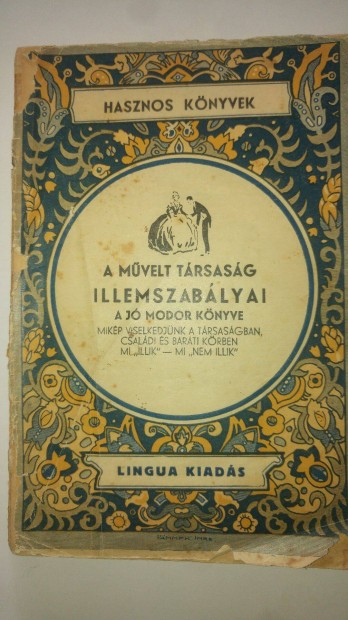 HASZNOS KÖNYVEK
A MŰVELT TÁRSASÁG
ILLEMSZABÁLYAI
A JÓ MODOR KÖNYVE
MIKÉP VISELKEDJÜNK A TÁRSASÁGBAN,
CSALÁDI ÉS BARÁTI KÖRBEN
MI „ILLIK" — MI „NEM ILLIK"
LINGUA KIADÁS